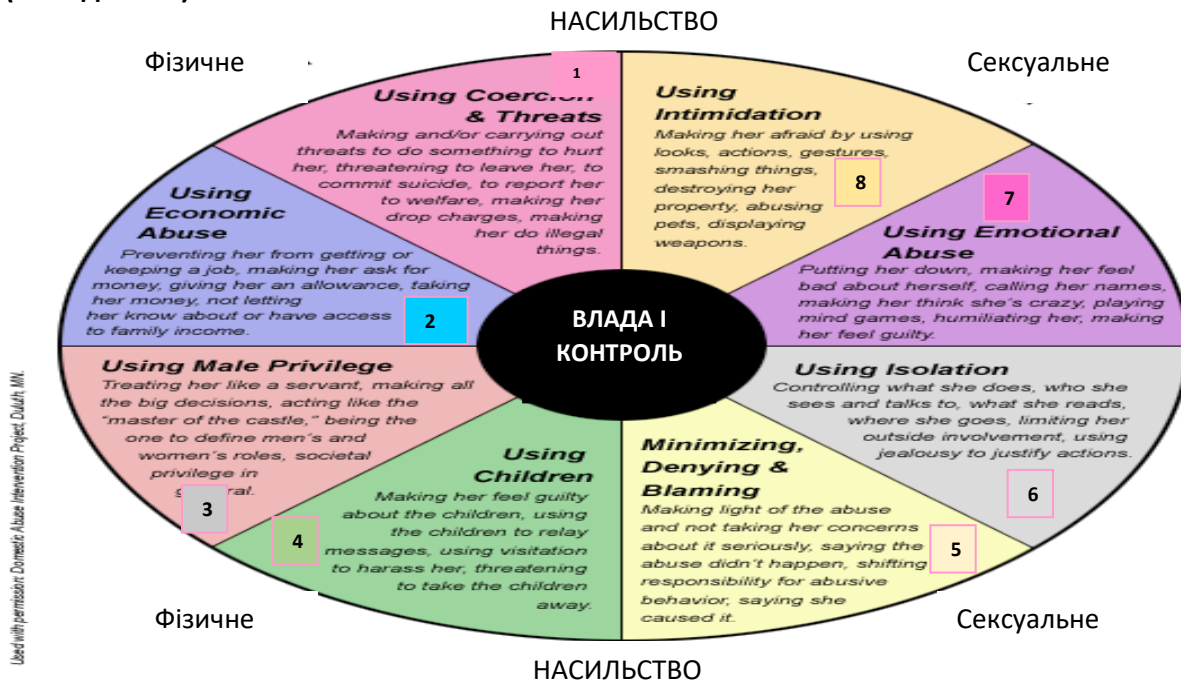 НАСИЛЬСТВО
Фізичне
Сексуальне
1
Using Coercion
& Threats
Making and/or carrying out
threats to do something to hurt
her, threatening to leave her, to
commit suicide, to report her
to welfare, making her
drop charges, making
her do illegal
things.
Using
Intimidation
Making her afraid by using
looks, actions, gestures,
smashing things,
destroying her
property, abusing
pets, displaying
weapons.
8
7
Using Emotional
Abuse
Putting her down, making her feel
bad about herself, calling her names,
making her think she's crazy, playing
mind games, humiliating her, making
her feel guilty.
Using
Economic
Abuse
Preventing her from getting or
keeping a job, making her ask for
money, giving her an allowance, taking
her money, not letting
her know about or have access
to family income.
2
ВЛАДА І
КОНТРОЛЬ
Using Male Privilege
Treating her like a servant, making all
the big decisions, acting like the
"master of the castle," being the
one to define men's and
women's roles, societal
privilege in
3
Using Isolation
Controlling what she does, who she
sees and talks to, what she reads,
where she goes, limiting her
outside involvement, using
jealousy to justify actions.
6
Using
Children
Making her feel guilty
about the children, using
the children to relay
messages, using visitation
to harass her, threatening
to take the children
away.
4
Minimizing,
Denying &
Blaming
Making light of the abuse
and not taking her concerns
about it seriously, saying the
abuse didn't happen, shifting
responsibility for abusive
behavior, saying she
caused it.
5
Фізичне
Сексуальне
НАСИЛЬСТВО
Used with permission: Domestic Abuse Intervention Project, Duluth, MN.